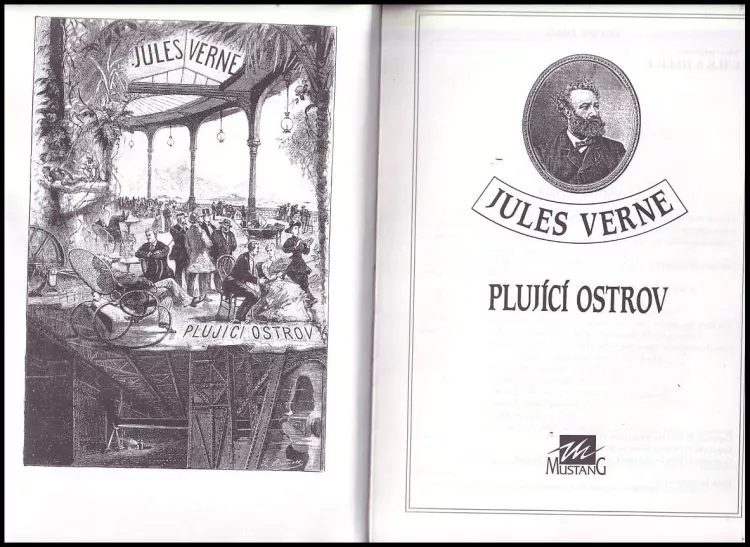 JULES VERNE
PLUJÍCÍ OSTROV
JULES VERNE
PLUJÍCÍ OSTROV
MUSTANG